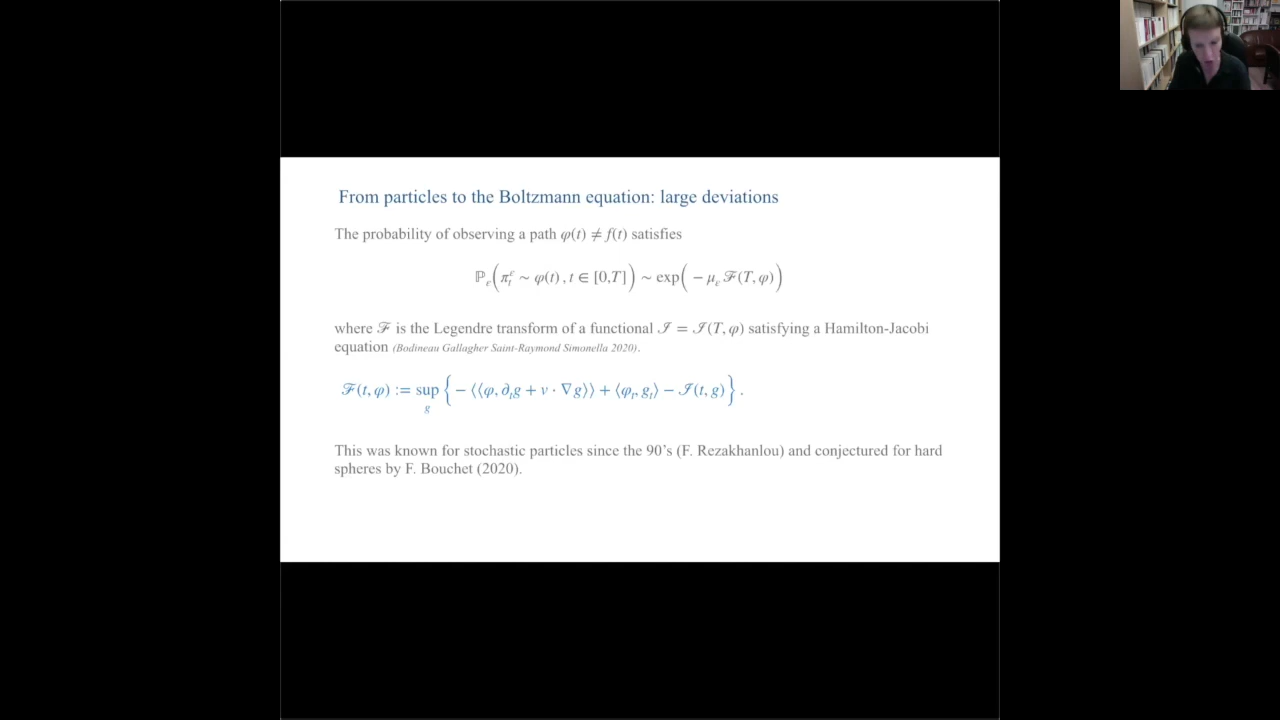 From particles to the Boltzmann equation: large deviations
The probability of observing a path φ(t) ≠ f(t) satisfies
ℙ_ε(π_t^ε ∼ φ(t), t ∈ [0,T]) ∼ exp(− μ_ε ℱ(T, φ))
where ℱ is the Legendre transform of a functional ℐ = ℐ(T, φ) satisfying a Hamilton-Jacobi
equation (Bodineau Gallagher Saint-Raymond Simonella 2020).
ℱ(t, φ) := sup_g { − ⟨⟨φ, ∂_t g + v · ∇g⟩⟩ + ⟨φ_t, g_t⟩ − ℐ(t, g) } .
This was known for stochastic particles since the 90’s (F. Rezakhanlou) and conjectured for hard
spheres by F. Bouchet (2020).